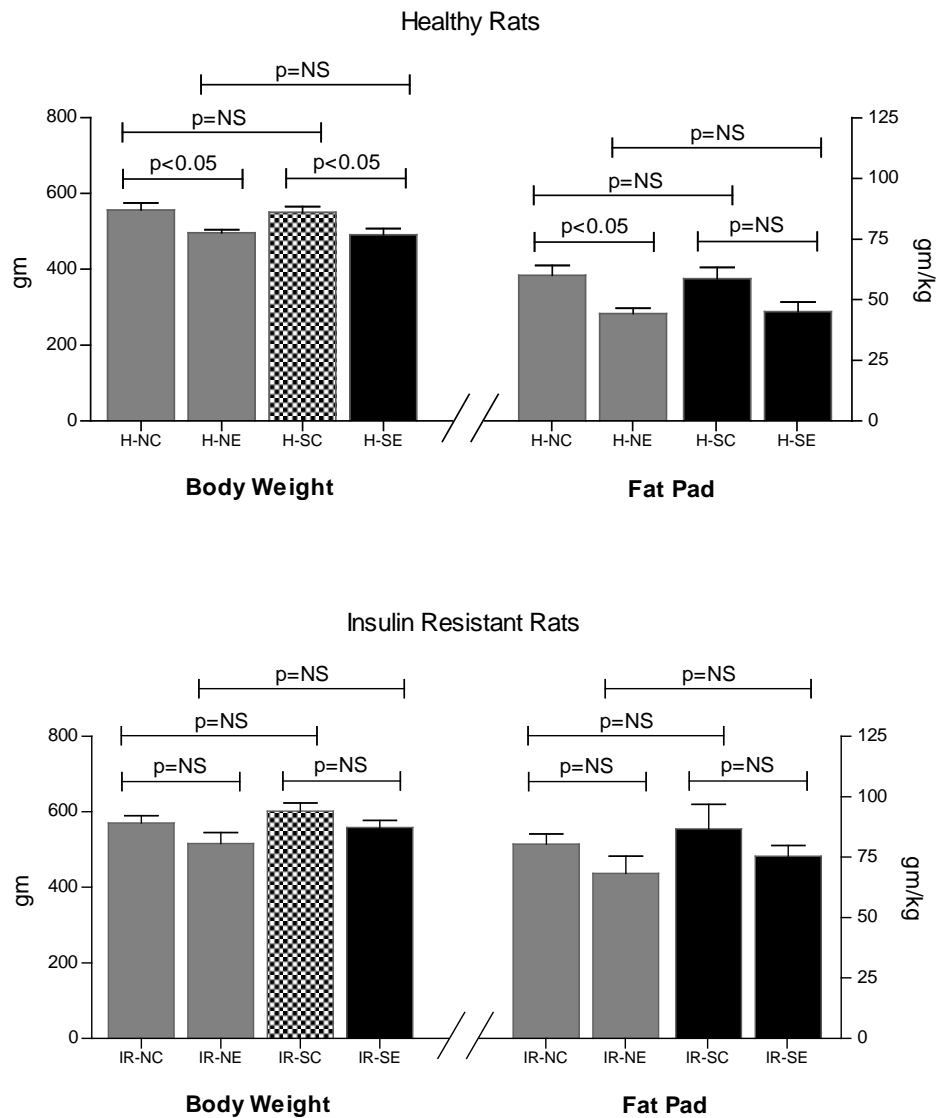 Healthy Rats
p=NS
p=NS
p<0.05 p<0.05
p=NS
p=NS
p<0.05 p=NS
800
600
400
200
0
gm
125
100
75
50
25
0
gm/kg
H-NC H-NE H-SC H-SE H-NC H-NE H-SC H-SE
Body Weight Fat Pad
Insulin Resistant Rats
p=NS
p=NS
p=NS p=NS
p=NS
p=NS
p=NS p=NS
800
600
400
200
0
gm
125
100
75
50
25
0
gm/kg
IR-NC IR-NE IR-SC IR-SE IR-NC IR-NE IR-SC IR-SE
Body Weight Fat Pad